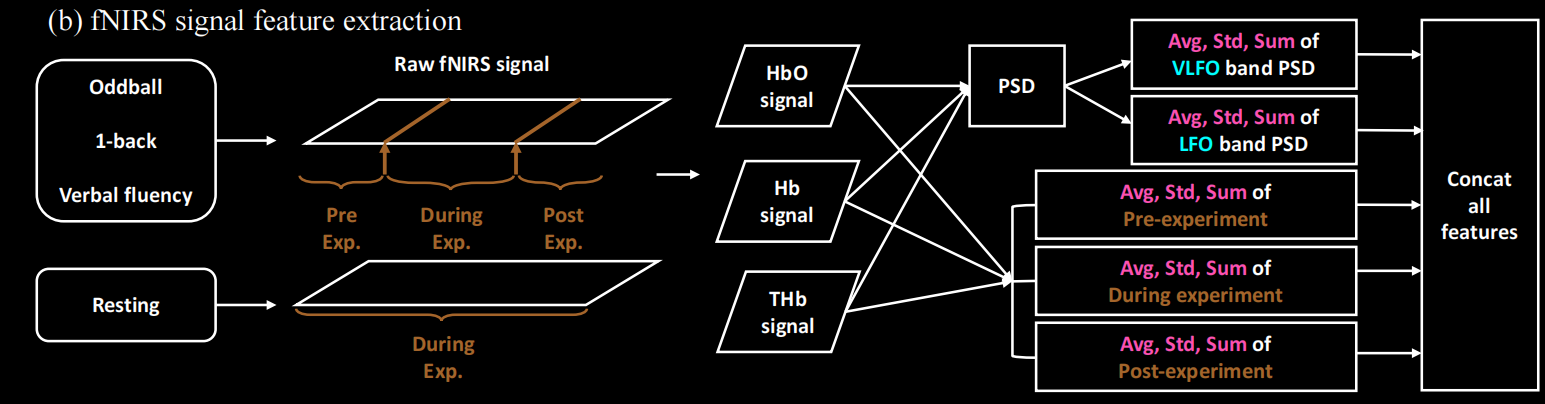 (b) fNIRS signal feature extraction
Oddball
1-back
Verbal fluency
Resting
Raw fNIRS signal
Pre
Exp.
During
Exp.
Post
Exp.
During
Exp.
HbO
signal
Hb
signal
THb
signal
PSD
Avg, Std, Sum of
VLFO band PSD
Avg, Std, Sum of
LFO band PSD
Avg, Std, Sum of
Pre-experiment
Avg, Std, Sum of
During experiment
Avg, Std, Sum of
Post-experiment
Concat
all
features